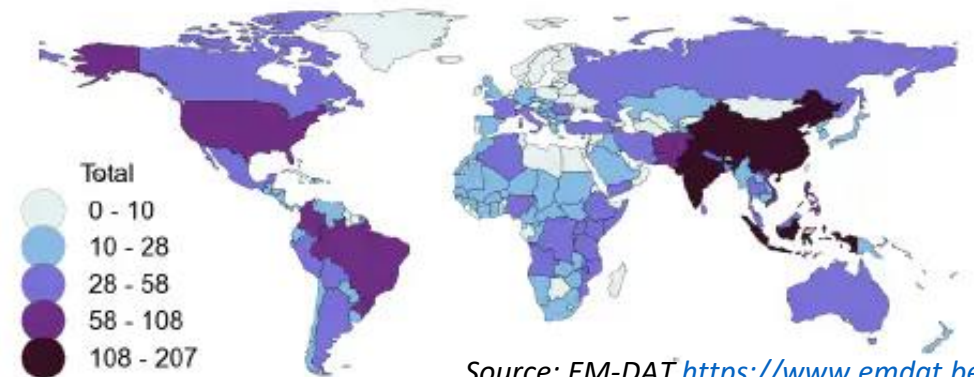 Total
0 - 10
10 - 28
28 - 58
58 - 108
108 - 207
Source: EM-DAT https://www.emdat.be